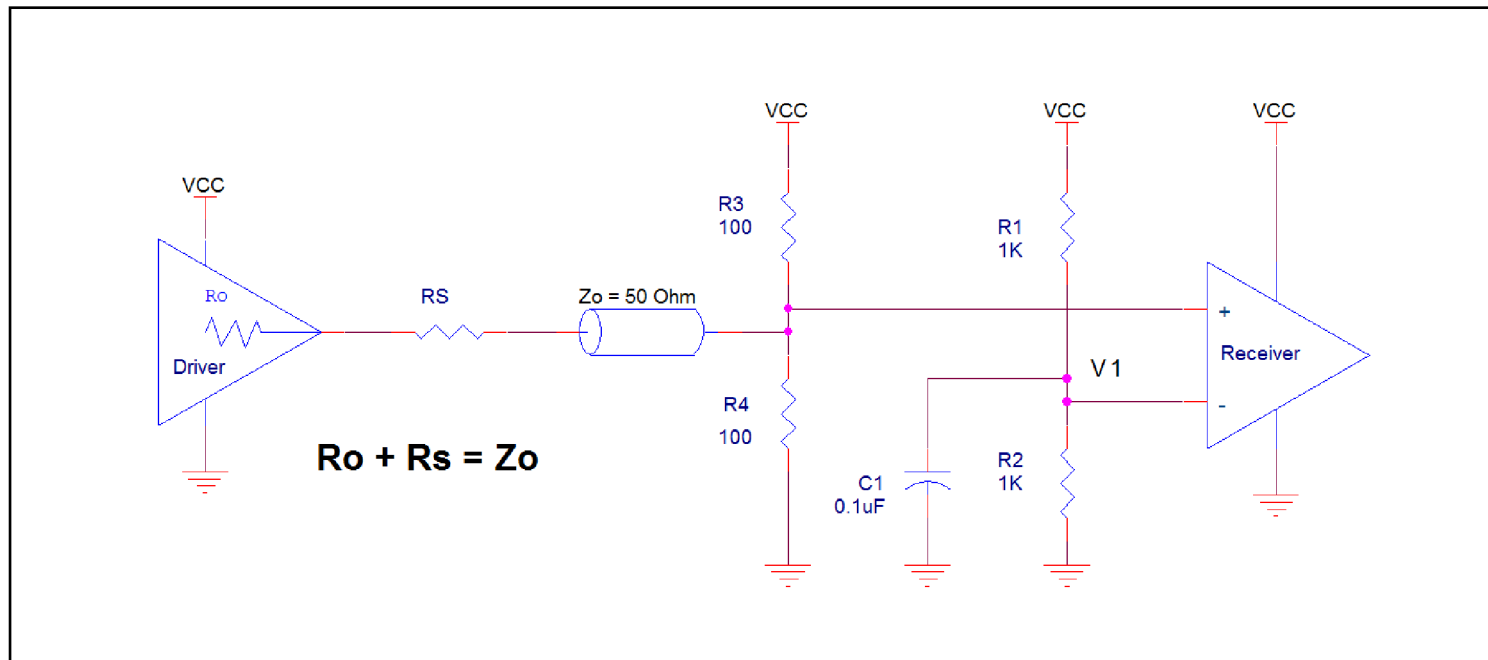 VCC
VCC
VCC
VCC
R3
100
R1
1K
Ro
RS
Zo = 50 Ohm
+
Driver
Receiver
V1
-
R4
100
Ro + Rs = Zo
R2
1K
C1
0.1uF